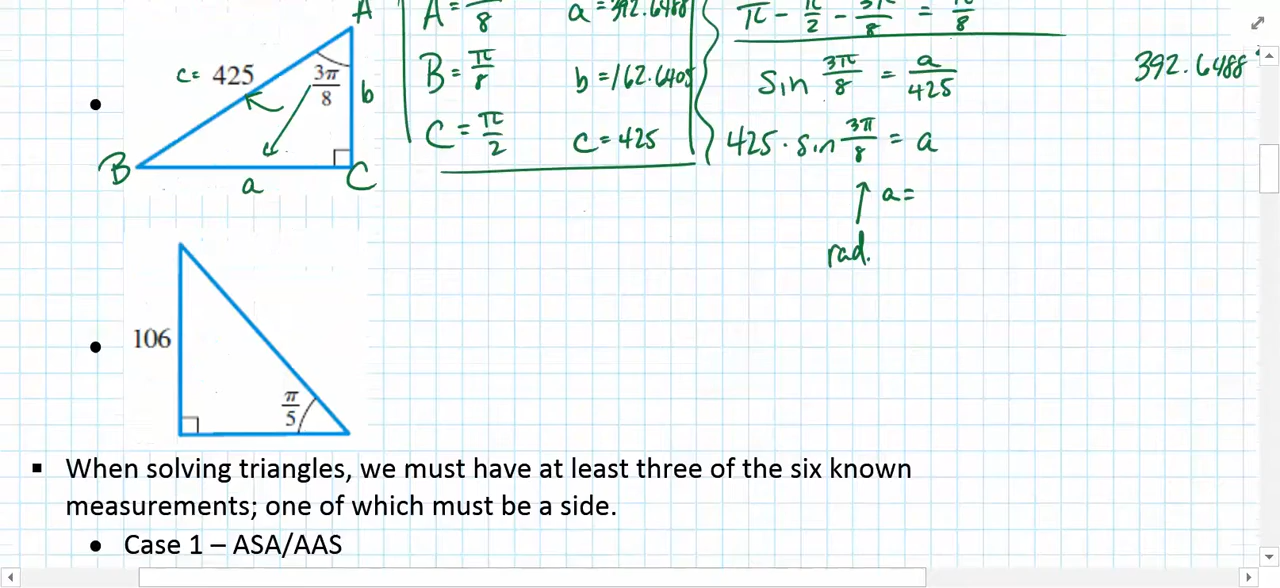 A
c= 425
3π/8
b
B
a
C
A = 8
a = 392.6488
B = π/8
b = 162.6405
C = π/2
c = 425
π - π/2 - 3π/8 = π/8
sin 3π/8 = a/425
425 · sin 3π/8 = a
a =
rad.
392.6488
106
π/5
▪ When solving triangles, we must have at least three of the six known
measurements; one of which must be a side.
• Case 1 – ASA/AAS